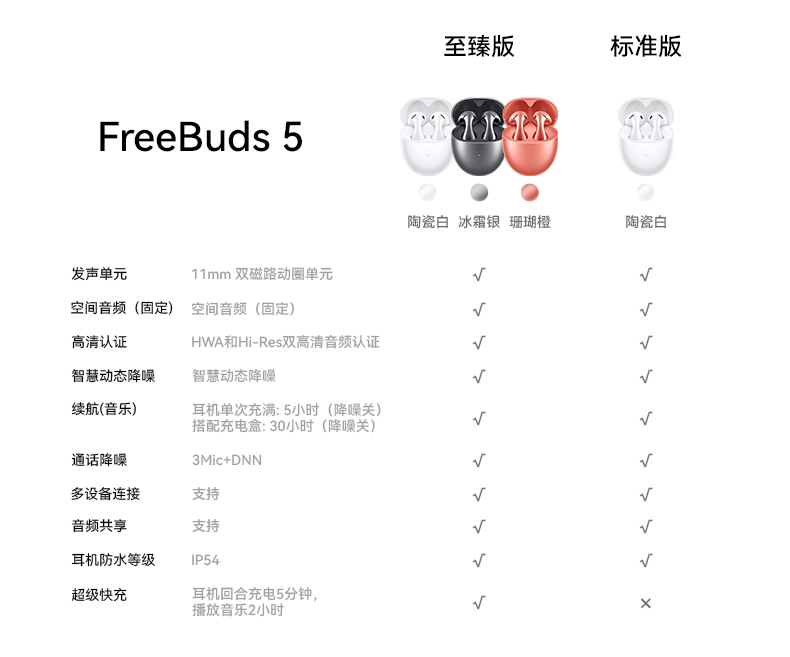 至臻版 标准版
FreeBuds 5
陶瓷白 冰霜银 珊瑚橙 陶瓷白
发声单元 11mm 双磁路动圈单元 √ √
空间音频（固定） 空间音频（固定） √ √
高清认证 HWA和Hi-Res双高清音频认证 √ √
智慧动态降噪 智慧动态降噪 √ √
续航(音乐) 耳机单次充满: 5小时（降噪关） √ √
搭配充电盒: 30小时（降噪关）
通话降噪 3Mic+DNN √ √
多设备连接 支持 √ √
音频共享 支持 √ √
耳机防水等级 IP54 √ √
超级快充 耳机回合充电5分钟， √ ×
播放音乐2小时